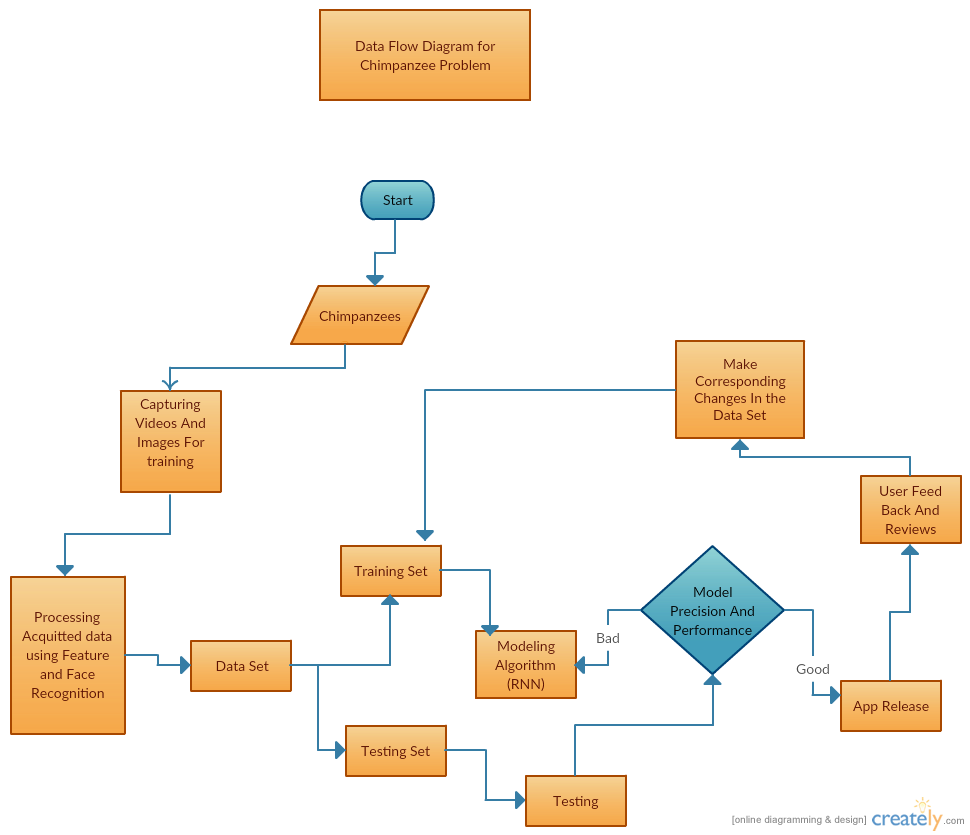 Data Flow Diagram for
Chimpanzee Problem
Start
Chimpanzees
Capturing
Videos And
Images For
training
Make
Corresponding
Changes In the
Data Set
User Feed
Back And
Reviews
Training Set
Model
Precision And
Performance
Processing
Acquitted data
using Feature
and Face
Recognition
Data Set
Modeling
Algorithm
(RNN)
Bad
Good
App Release
Testing Set
Testing
[online diagramming & design] creately.com